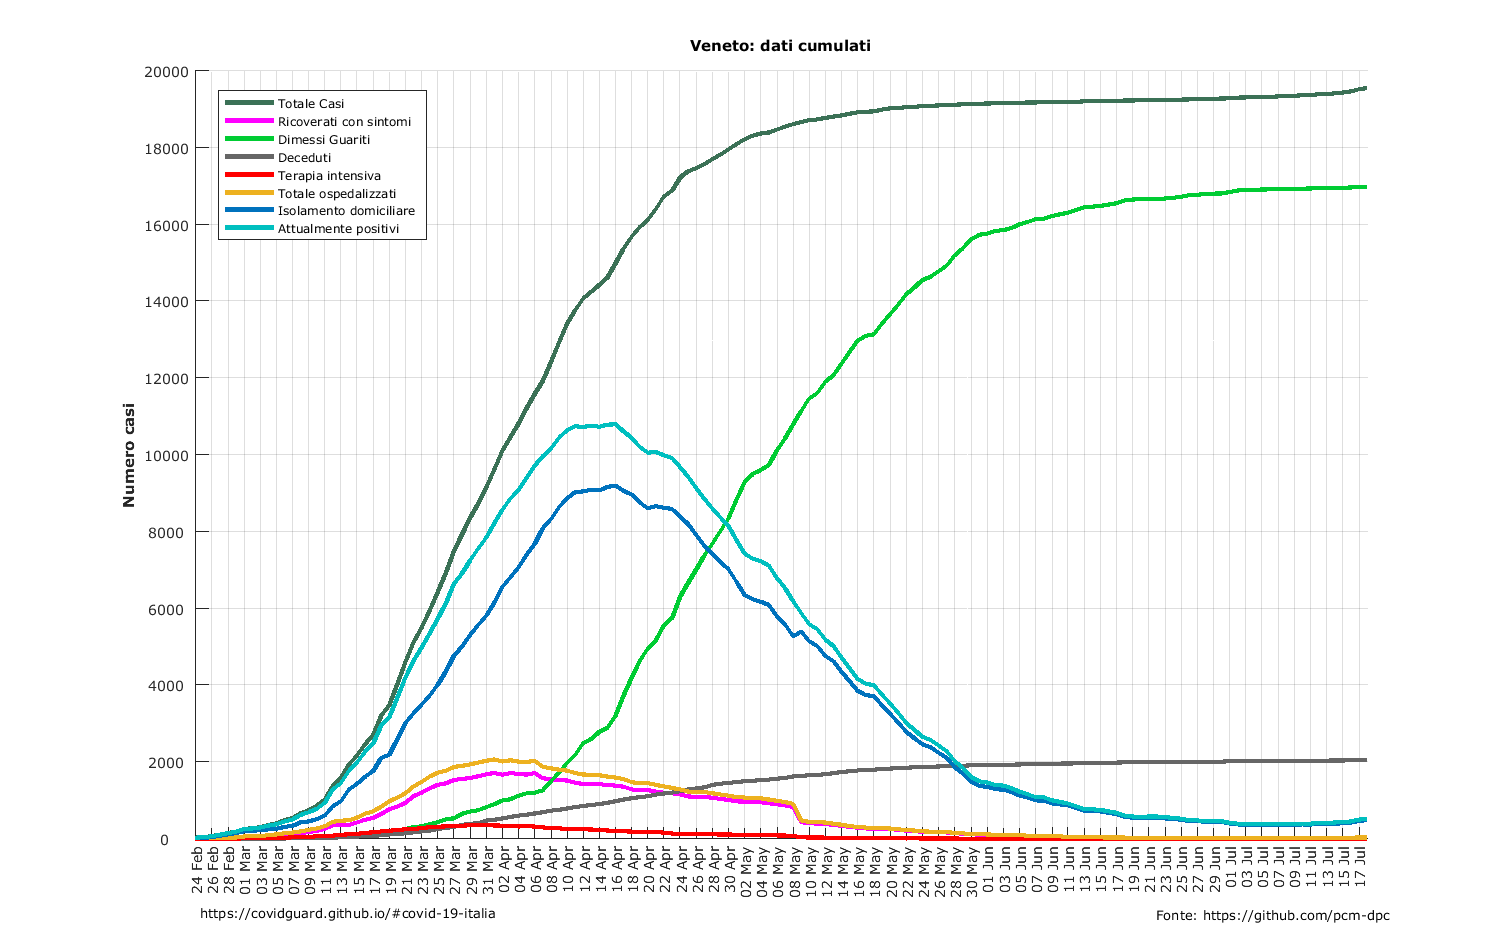 Veneto: dati cumulati
Numero casi
20000
18000
16000
14000
12000
10000
8000
6000
4000
2000
0
Totale Casi
Ricoverati con sintomi
Dimessi Guariti
Deceduti
Terapia intensiva
Totale ospedalizzati
Isolamento domiciliare
Attualmente positivi
24 Feb
26 Feb
28 Feb
01 Mar
03 Mar
05 Mar
07 Mar
09 Mar
11 Mar
13 Mar
15 Mar
17 Mar
19 Mar
21 Mar
23 Mar
25 Mar
27 Mar
29 Mar
31 Mar
02 Apr
04 Apr
06 Apr
08 Apr
10 Apr
12 Apr
14 Apr
16 Apr
18 Apr
20 Apr
22 Apr
24 Apr
26 Apr
28 Apr
30 Apr
02 May
04 May
06 May
08 May
10 May
12 May
14 May
16 May
18 May
20 May
22 May
24 May
26 May
28 May
30 May
01 Jun
03 Jun
05 Jun
07 Jun
09 Jun
11 Jun
13 Jun
15 Jun
17 Jun
19 Jun
21 Jun
23 Jun
25 Jun
27 Jun
29 Jun
01 Jul
03 Jul
05 Jul
07 Jul
09 Jul
11 Jul
13 Jul
15 Jul
17 Jul
https://covidguard.github.io/#covid-19-italia
Fonte: https://github.com/pcm-dpc